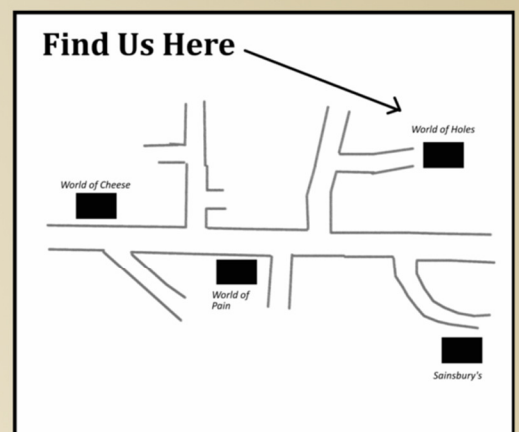 Find Us Here
World of Holes
World of Cheese
World of
Pain
Sainsbury's